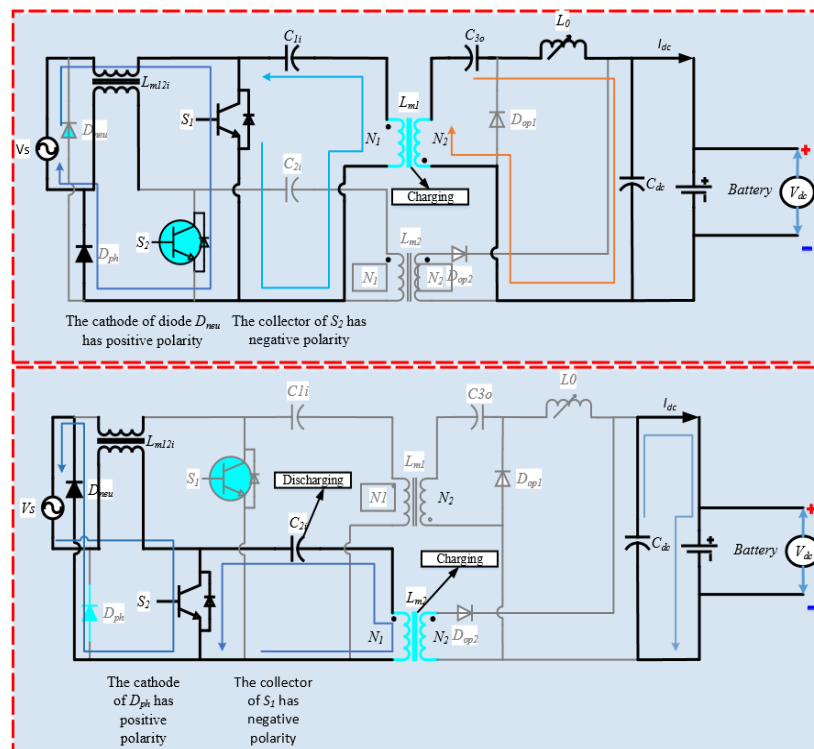 C1i
C3o
L0
Idc
Lm12i
Dneu
S1
Lm1
N1
N2
Dop1
Vs
C2i
Charging
Cdc
Battery
Vdc
+
S2
Dph
Lm2
N1
N2
Dop2
-
The cathode of diode Dneu
has positive polarity
The collector of S2 has
negative polarity
C1i
C3o
L0
Idc
Lm12i
Lm1
Dneu
S1
Discharging
N1
N2
Dop1
Vs
C2i
+
Charging
Cdc
Battery
Vdc
S2
Dph
Lm2
N1
N2
Dop2
-
The cathode
of Dph has
positive
polarity
The collector
of S1 has
negative
polarity